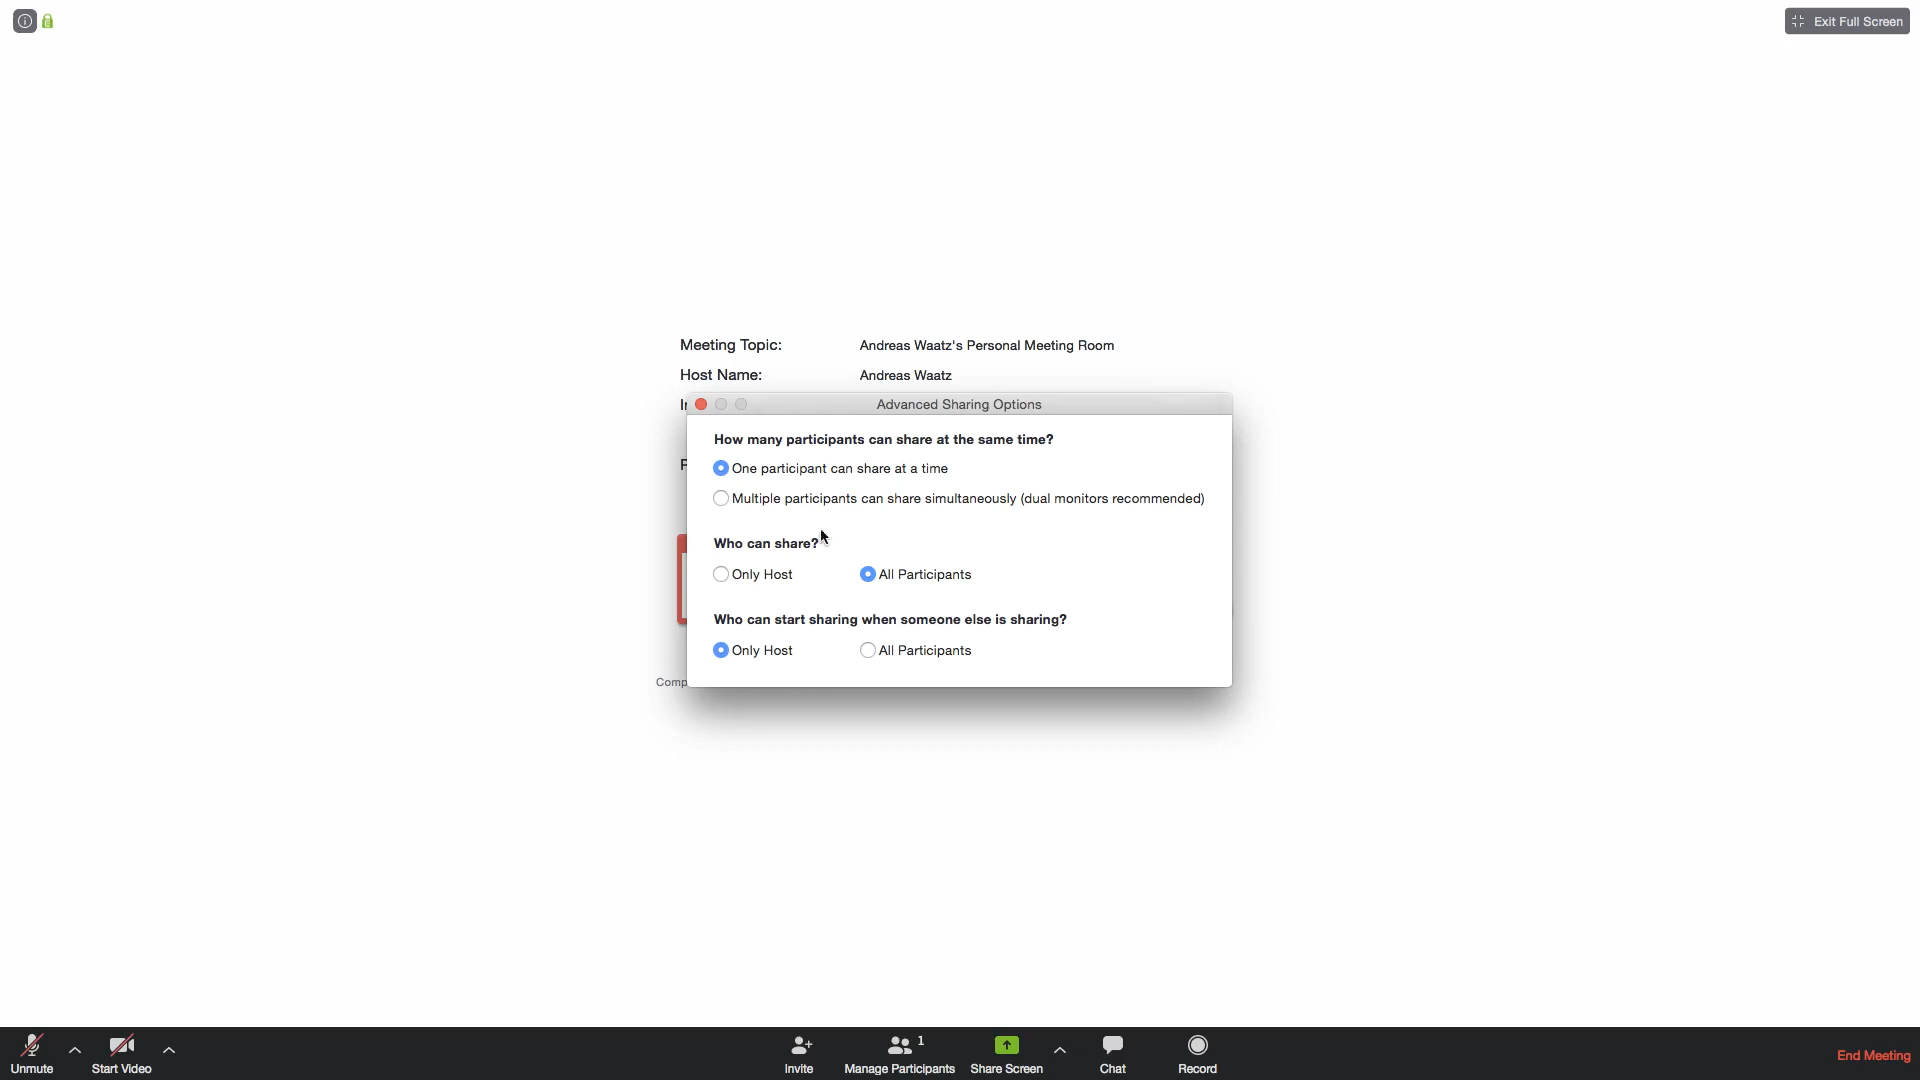 Exit Full Screen
Meeting Topic: Andreas Waatz's Personal Meeting Room
Host Name: Andreas Waatz
Advanced Sharing Options
How many participants can share at the same time?
One participant can share at a time
Multiple participants can share simultaneously (dual monitors recommended)
Who can share?
Only Host All Participants
Who can start sharing when someone else is sharing?
Only Host All Participants
Comp
Unmute Start Video Invite Manage Participants 1 Share Screen Chat Record End Meeting